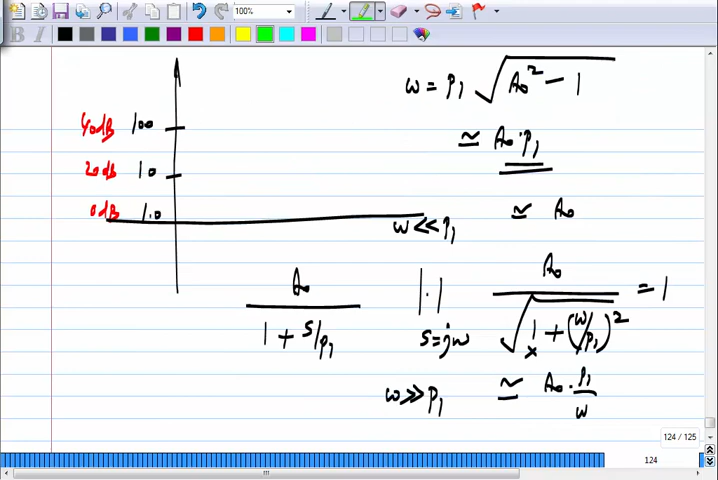 100%
B I
ω = p₁ √(A₀² − 1)
40dB 100
≅ A₀·p₁
20dB 10
0dB 1.0
≅ A₀
ω << p₁
A₀ / (1 + s/p₁) |·| s=jω A₀ / √(1 + (ω/p₁)²) = 1
x
ω >> p₁ ≅ A₀ · p₁/ω
124 / 125
124